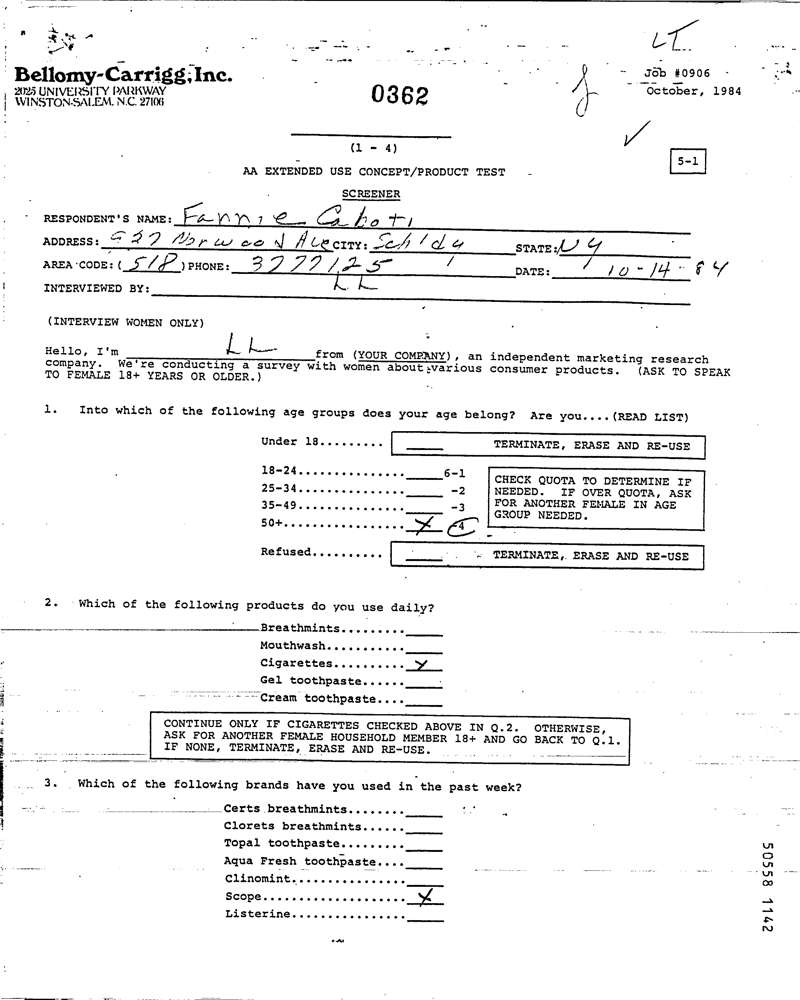 LT
Bellomy-Carrigg, Inc.
2025 UNIVERSITY PARKWAY
WINSTON-SALEM, N.C. 27106
0362
Job #0906
October, 1984
(1 - 4)
5-1
AA EXTENDED USE CONCEPT/PRODUCT TEST
SCREENER
RESPONDENT'S NAME: Fannie Caboti
ADDRESS: 927 Norwood Ave CITY: Schldy STATE: NY
AREA CODE: (518) PHONE: 3777125 DATE: 10-14-84
INTERVIEWED BY: LL
(INTERVIEW WOMEN ONLY)
Hello, I'm LL from (YOUR COMPANY), an independent marketing research
company. We're conducting a survey with women about various consumer products. (ASK TO SPEAK
TO FEMALE 18+ YEARS OR OLDER.)
1. Into which of the following age groups does your age belong? Are you....(READ LIST)
Under 18......... ____ TERMINATE, ERASE AND RE-USE
18-24...............____ 6-1
25-34...............____ -2
35-49...............____ -3
50+.................X -4
CHECK QUOTA TO DETERMINE IF
NEEDED. IF OVER QUOTA, ASK
FOR ANOTHER FEMALE IN AGE
GROUP NEEDED.
Refused.......... ____ TERMINATE, ERASE AND RE-USE
2. Which of the following products do you use daily?
Breathmints.........____
Mouthwash...........____
Cigarettes..........X
Gel toothpaste......____
Cream toothpaste....____
CONTINUE ONLY IF CIGARETTES CHECKED ABOVE IN Q.2. OTHERWISE,
ASK FOR ANOTHER FEMALE HOUSEHOLD MEMBER 18+ AND GO BACK TO Q.1.
IF NONE, TERMINATE, ERASE AND RE-USE.
3. Which of the following brands have you used in the past week?
Certs breathmints........____
Clorets breathmints......____
Topal toothpaste.........____
Aqua Fresh toothpaste....____
Clinomint................____
Scope....................X
Listerine................____
50558 1142